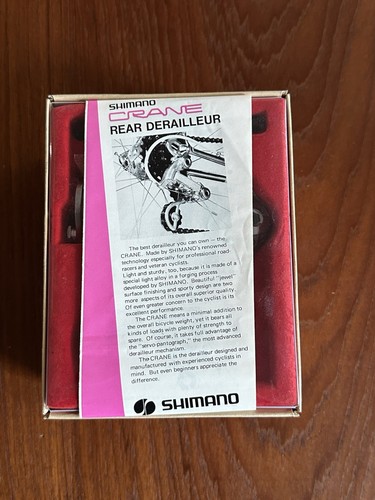 SHIMANO
CRANE
REAR DERAILLEUR
The best derailleur you can own — the
CRANE. Made by SHIMANO's renowned
technology especially for professional road-
racers and veteran cyclists.
Light and sturdy, too, because it is made of a
special light alloy in a forging process
developed by SHIMANO. Beautiful "jewel"
surface finishing and sporty design are two
more aspects of its overall superior quality.
Of even greater concern to the cyclist is its
excellent performance.
The CRANE means a minimal addition to
the overall bicycle weight, yet it bears all
kinds of loads with plenty of strength to
spare. Of course, it takes full advantage of
the "servo-pantograph," the most advanced
derailleur mechanism.
The CRANE is the derailleur designed and
manufactured with experienced cyclists in
mind. But even beginners appreciate the
difference.
SHIMANO